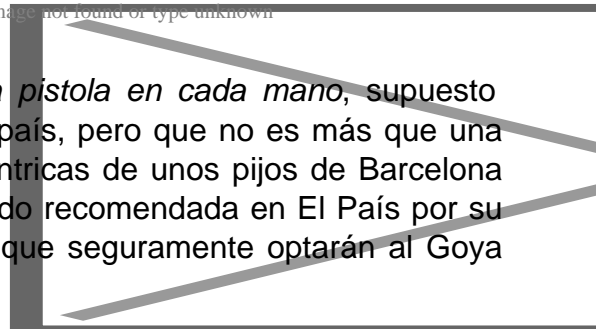 age not found or type unknown
pistola en cada mano, supuesto
país, pero que no es más que una
ntricas de unos pijos de Barcelona
do recomendada en El País por su
que seguramente optarán al Goya